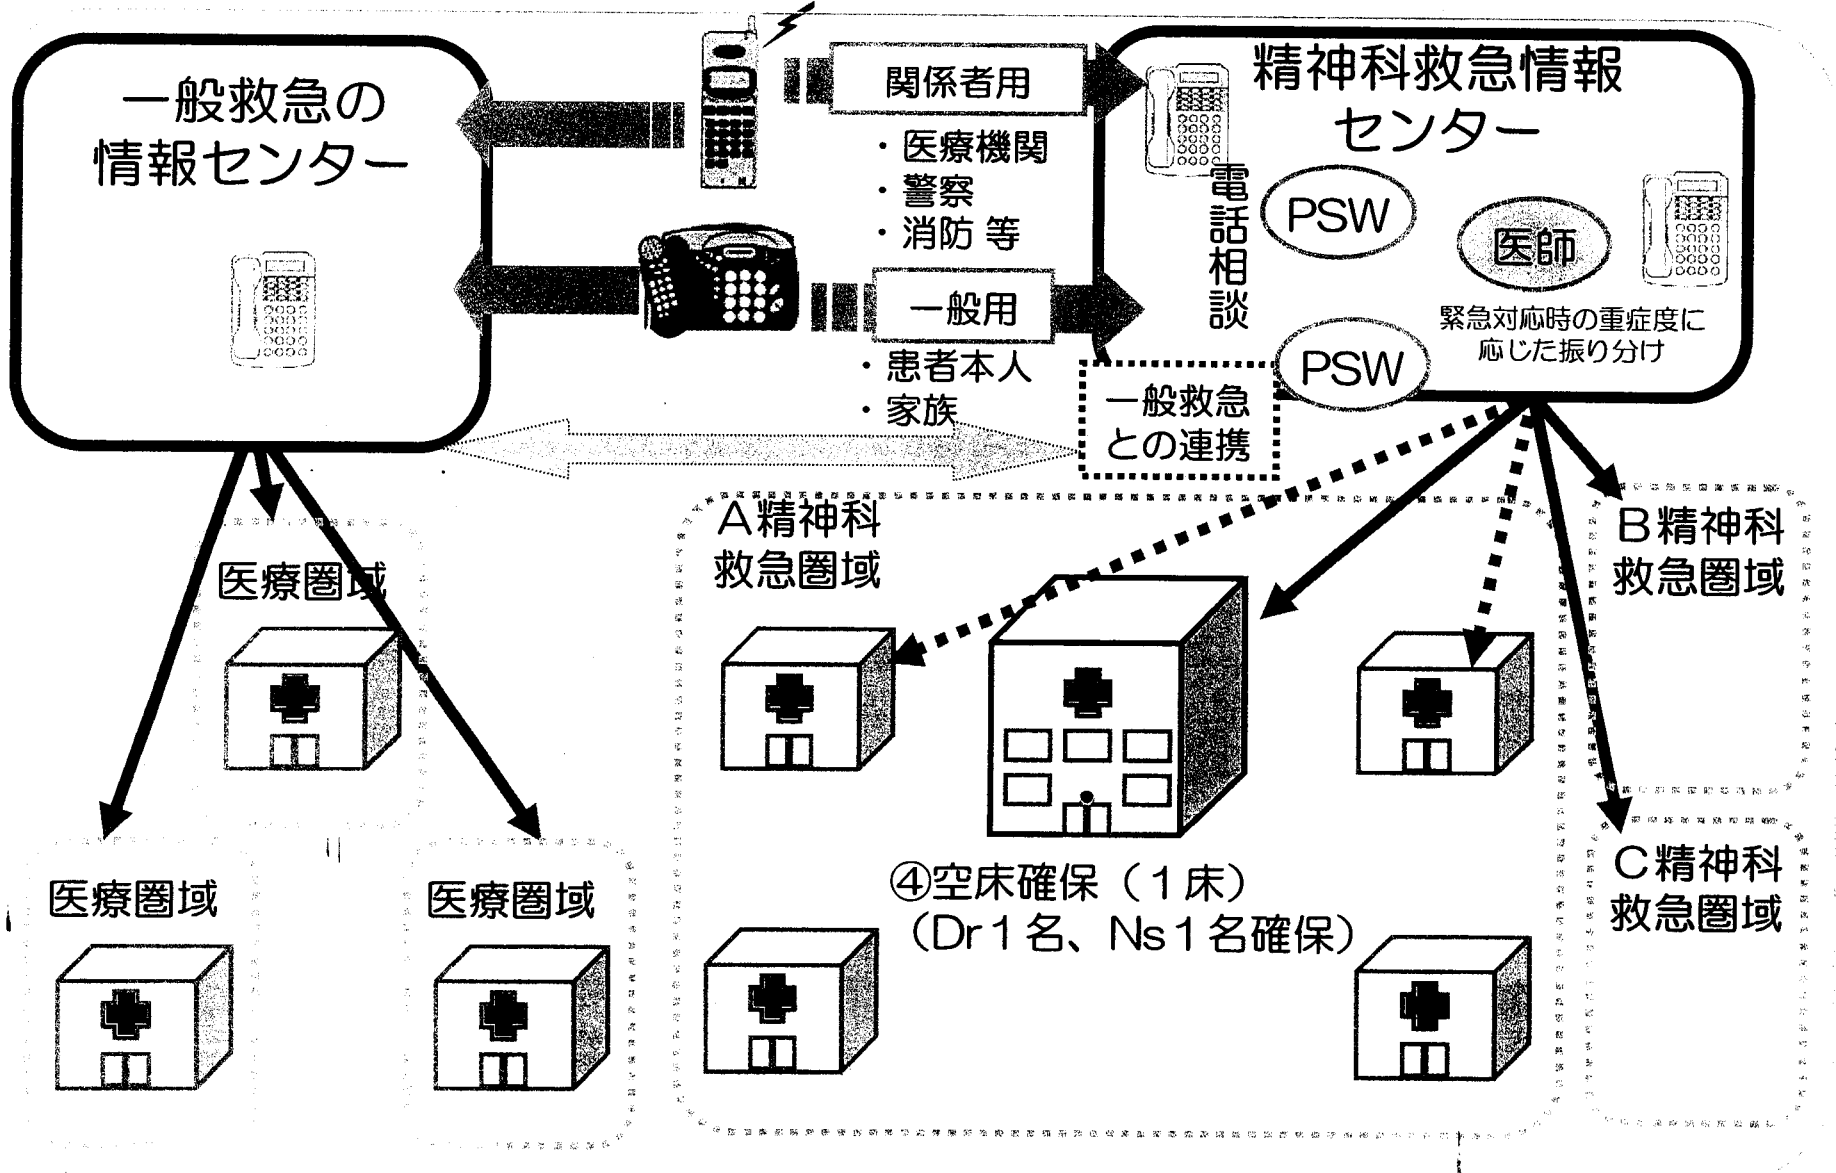 一般救急の
情報センター
関係者用
・医療機関
・警察
・消防 等
一般用
・患者本人
・家族
精神科救急情報
センター
電話相談
PSW
医師
PSW
緊急対応時の重症度に
応じた振り分け
一般救急
との連携
医療圏域
医療圏域
医療圏域
A精神科
救急圏域
B精神科
救急圏域
C精神科
救急圏域
④空床確保（1床）
（Dr1名、Ns1名確保）